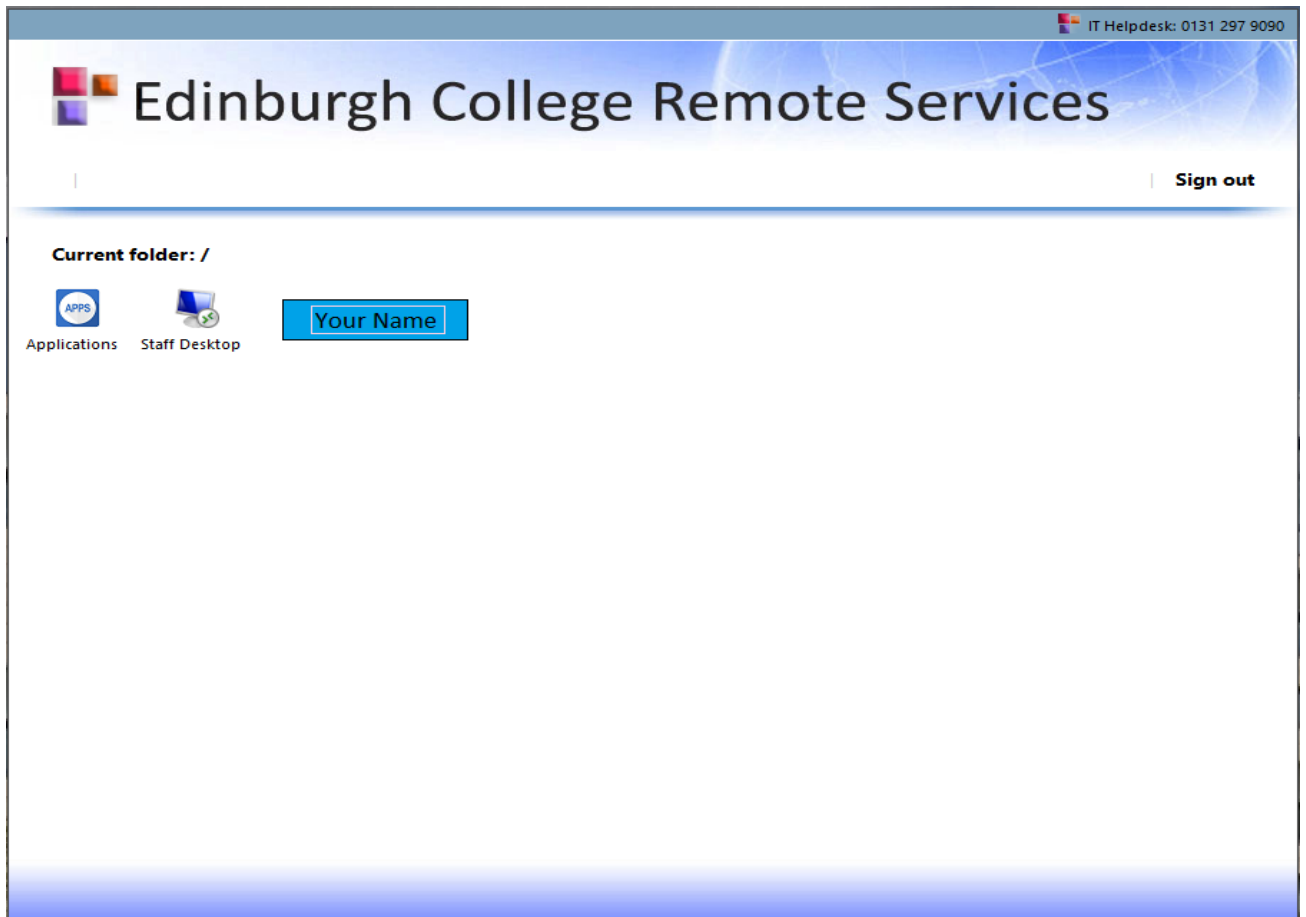 IT Helpdesk: 0131 297 9090
Edinburgh College Remote Services
Sign out
Current folder: /
APPS
Your Name
Applications
Staff Desktop